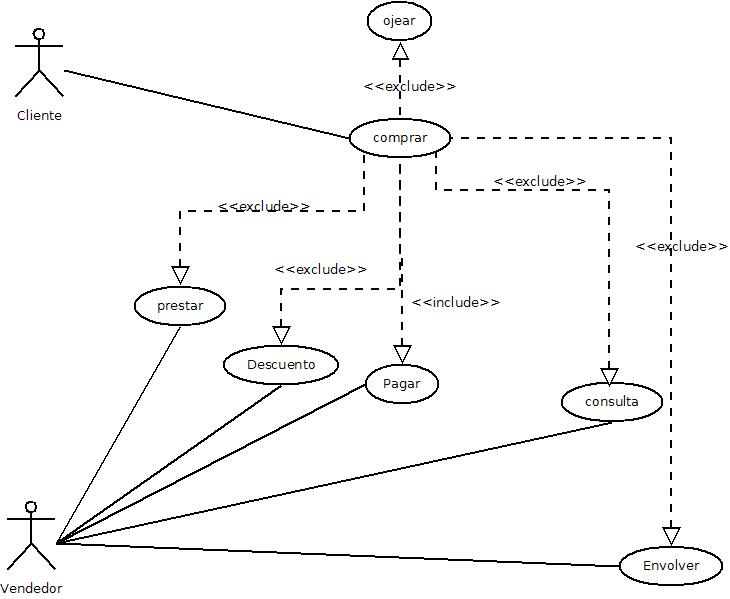 ojear
<<exclude>>
Cliente
comprar
<<exclude>>
<<exclude>>
<<exclude>>
<<exclude>>
<<include>>
prestar
Descuento
Pagar
consulta
Envolver
Vendedor